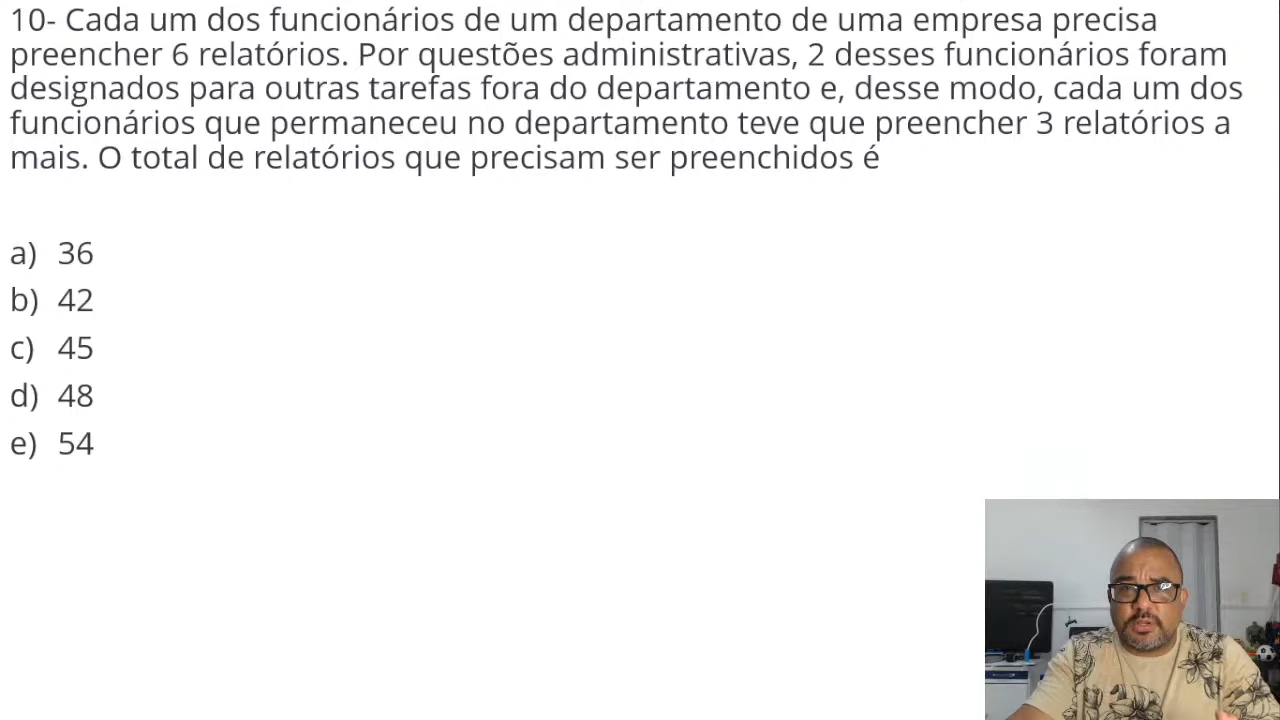 10- Cada um dos funcionários de um departamento de uma empresa precisa
preencher 6 relatórios. Por questões administrativas, 2 desses funcionários foram
designados para outras tarefas fora do departamento e, desse modo, cada um dos
funcionários que permaneceu no departamento teve que preencher 3 relatórios a
mais. O total de relatórios que precisam ser preenchidos é
a) 36
b) 42
c) 45
d) 48
e) 54